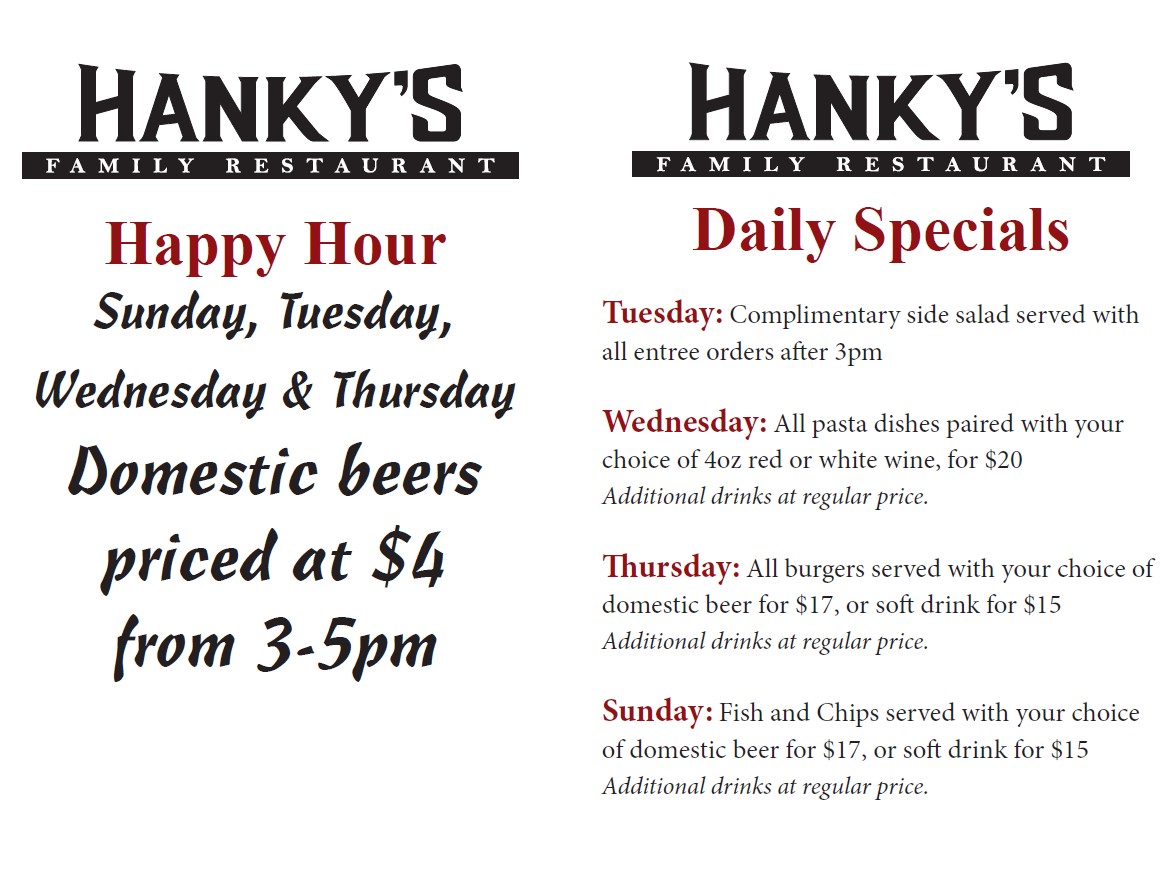 HANKY'S
FAMILY RESTAURANT
Happy Hour
Sunday, Tuesday,
Wednesday & Thursday
Domestic beers
priced at $4
from 3-5pm
HANKY'S
FAMILY RESTAURANT
Daily Specials
Tuesday: Complimentary side salad served with
all entree orders after 3pm
Wednesday: All pasta dishes paired with your
choice of 4oz red or white wine, for $20
Additional drinks at regular price.
Thursday: All burgers served with your choice of
domestic beer for $17, or soft drink for $15
Additional drinks at regular price.
Sunday: Fish and Chips served with your choice
of domestic beer for $17, or soft drink for $15
Additional drinks at regular price.